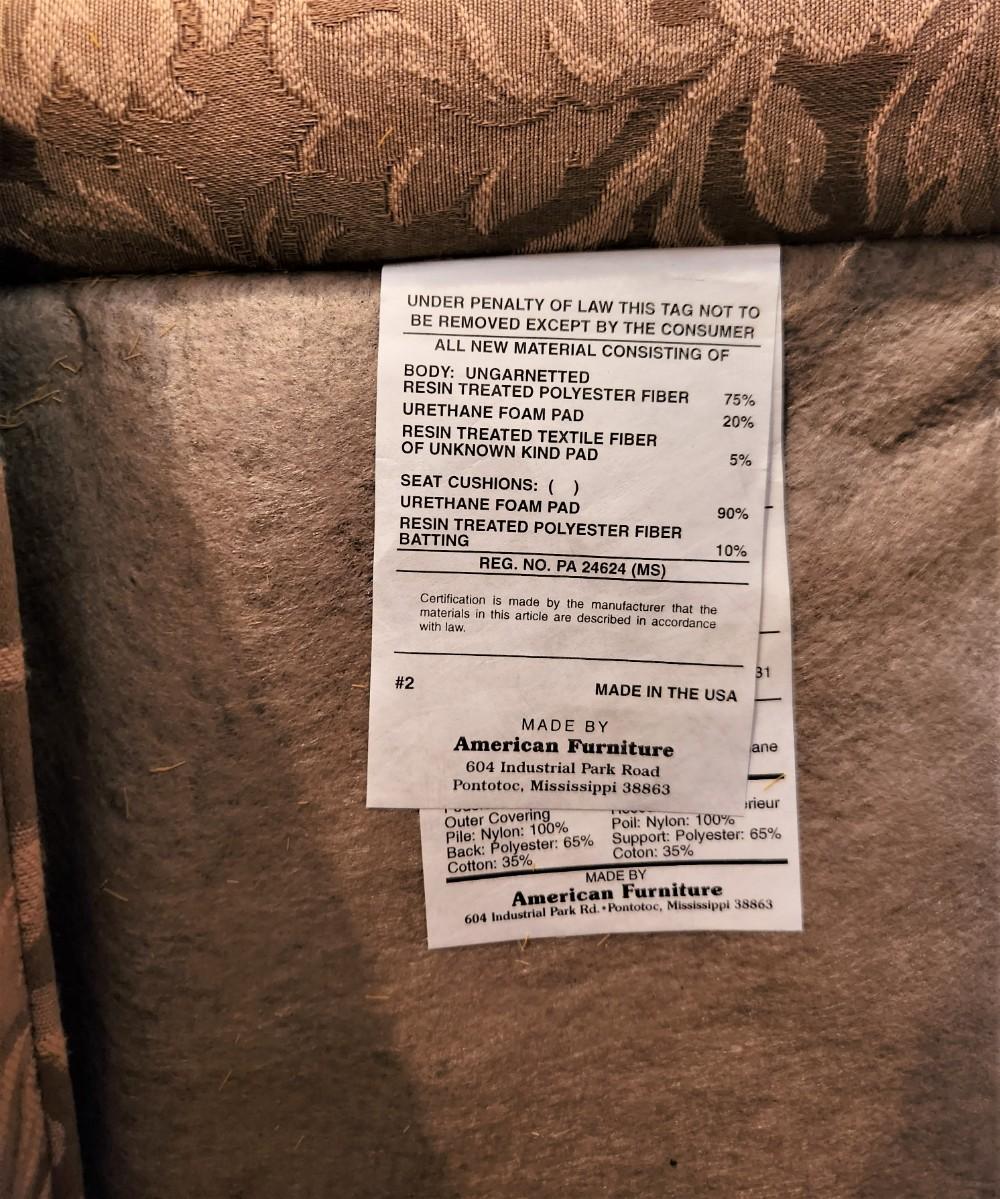 UNDER PENALTY OF LAW THIS TAG NOT TO
BE REMOVED EXCEPT BY THE CONSUMER
ALL NEW MATERIAL CONSISTING OF
BODY: UNGARNETTED
RESIN TREATED POLYESTER FIBER 75%
URETHANE FOAM PAD 20%
RESIN TREATED TEXTILE FIBER
OF UNKNOWN KIND PAD 5%
SEAT CUSHIONS: ( )
URETHANE FOAM PAD 90%
RESIN TREATED POLYESTER FIBER
BATTING 10%
REG. NO. PA 24624 (MS)
Certification is made by the manufacturer that the
materials in this article are described in accordance
with law.
#2 MADE IN THE USA
MADE BY
American Furniture
604 Industrial Park Road
Pontotoc, Mississippi 38863
31
ane
érieur
Outer Covering
Pile: Nylon: 100%
Back: Polyester: 65%
Cotton: 35%
Poil: Nylon: 100%
Support: Polyester: 65%
Coton: 35%
MADE BY
American Furniture
604 Industrial Park Rd.•Pontotoc, Mississippi 38863